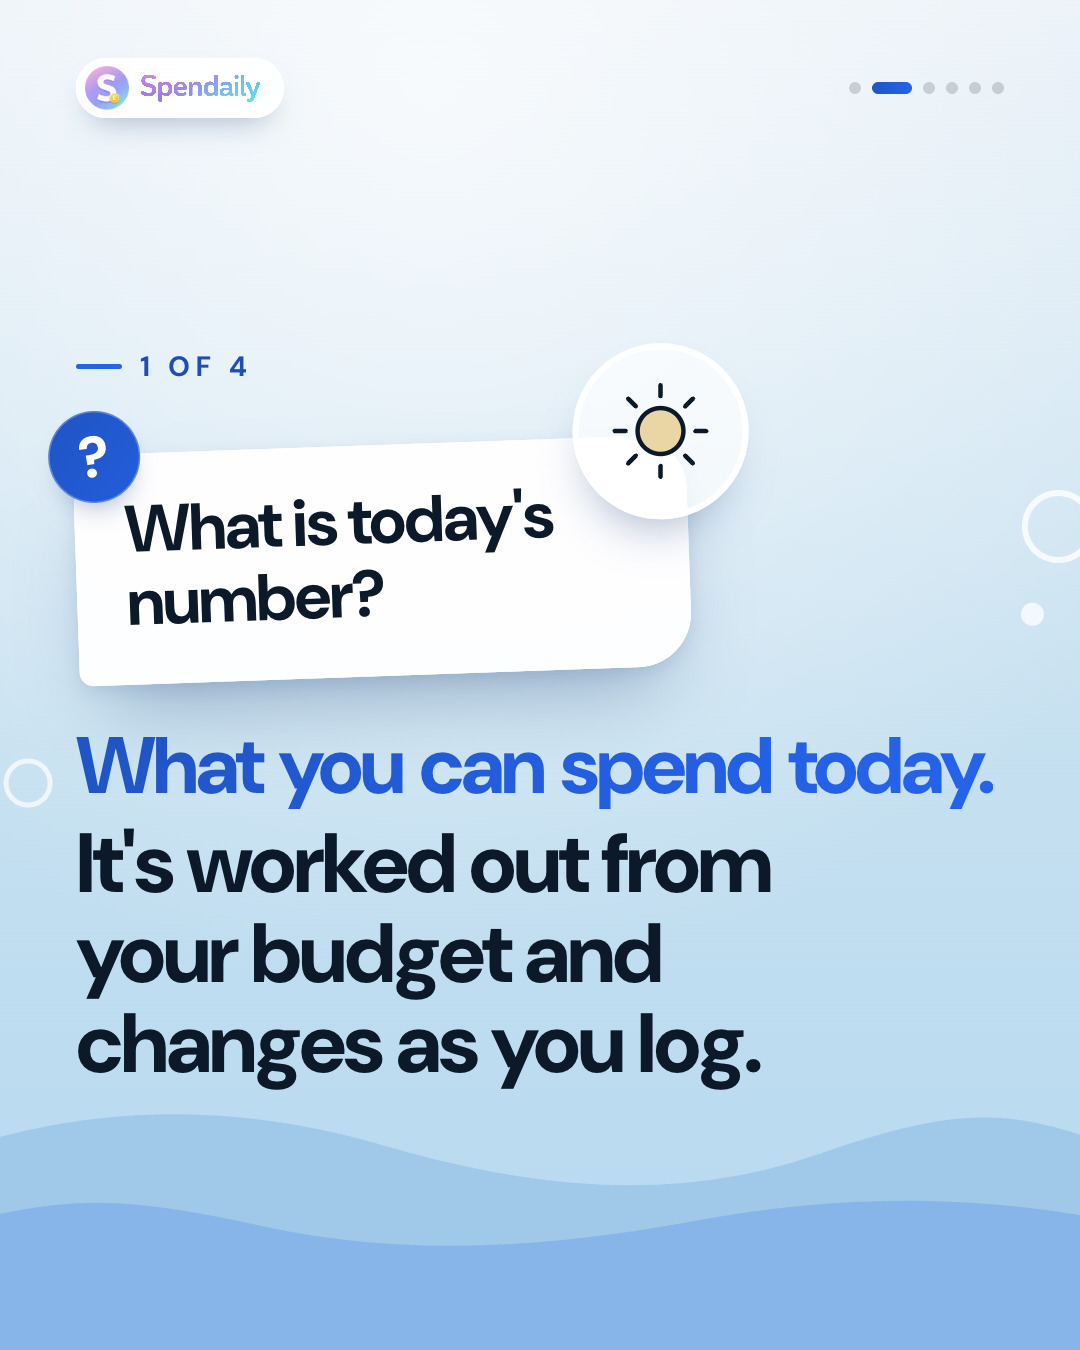 Spendaily
1 OF 4
?
What is today's
number?
What you can spend today.
It's worked out from
your budget and
changes as you log.